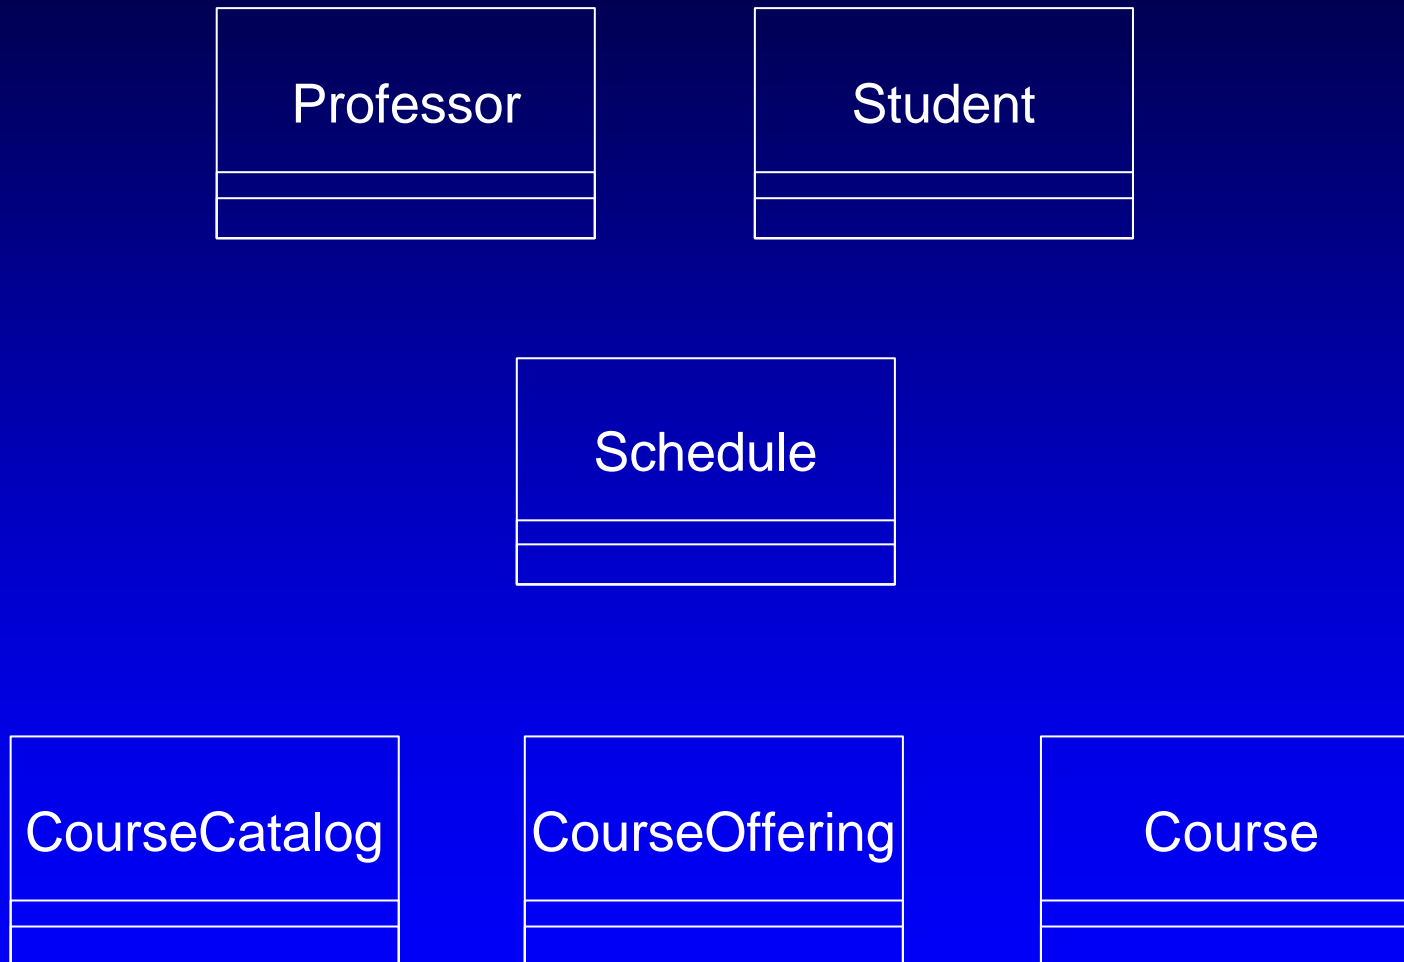 Professor
Student
Schedule
CourseCatalog
CourseOffering
Course